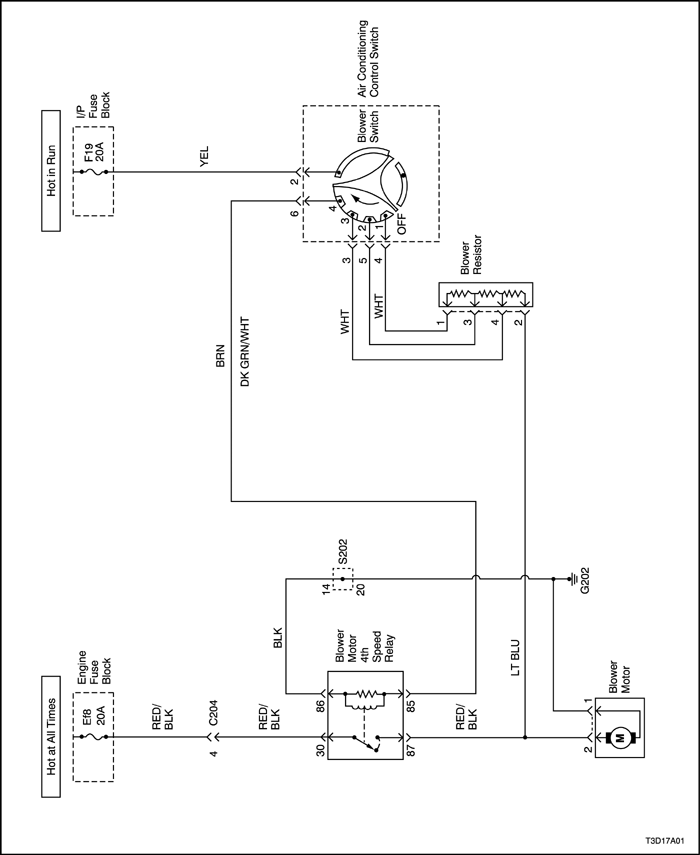 Hot in Run
I/P
Fuse
Block
F19
20A
YEL
2
6
BRN
DK GRN/WHT
Air Conditioning
Control Switch
Blower
Switch
4
3
2
1
OFF
3
5
4
WHT
WHT
Blower
Resistor
1
3
4
2
Hot at All Times
Engine
Fuse
Block
Ef8
20A
RED/
BLK
C204
4
RED/
BLK
BLK
S202
14
20
Blower
Motor
4th
Speed
Relay
86
30
85
87
RED/
BLK
LT BLU
G202
Blower
Motor
1
2
M
T3D17A01